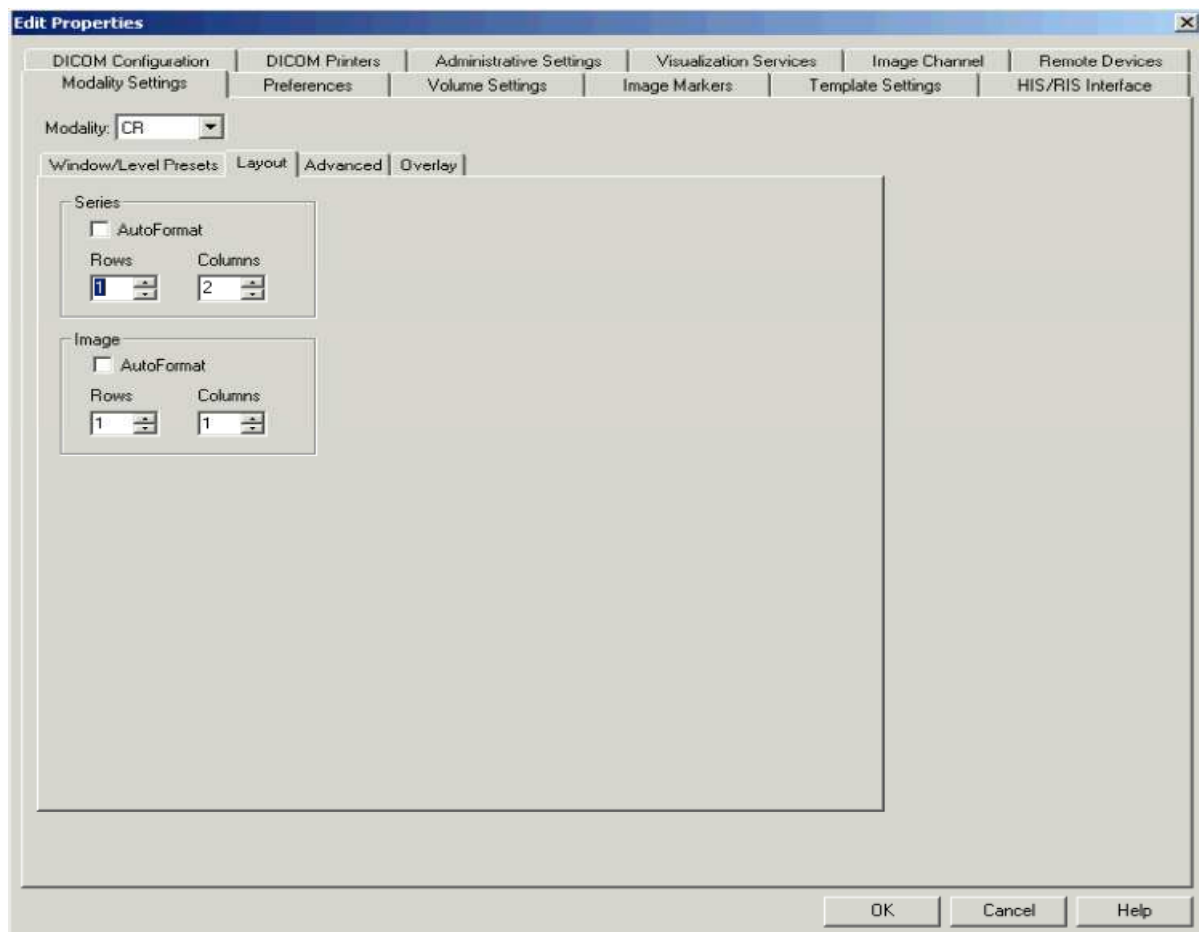 Edit Properties
DICOM Configuration DICOM Printers Administrative Settings Visualization Services Image Channel Remote Devices
Modality Settings Preferences Volume Settings Image Markers Template Settings HIS/RIS Interface
Modality: CR
Window/Level Presets Layout Advanced Overlay
Series
AutoFormat
Rows Columns
1 2
Image
AutoFormat
Rows Columns
1 1
OK Cancel Help